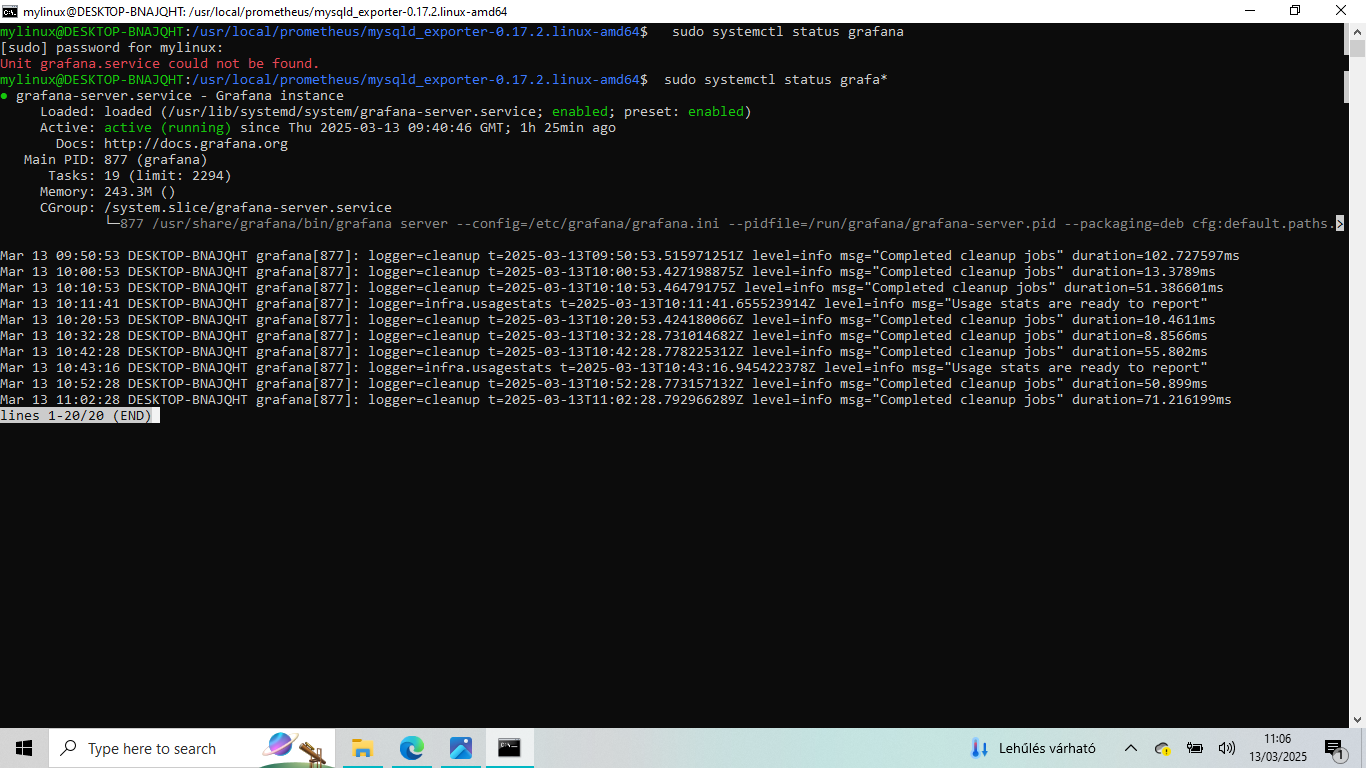 mylinux@DESKTOP-BNAJQHT: /usr/local/prometheus/mysqld_exporter-0.17.2.linux-amd64
mylinux@DESKTOP-BNAJQHT:/usr/local/prometheus/mysqld_exporter-0.17.2.linux-amd64$   sudo systemctl status grafana
[sudo] password for mylinux:
Unit grafana.service could not be found.
mylinux@DESKTOP-BNAJQHT:/usr/local/prometheus/mysqld_exporter-0.17.2.linux-amd64$  sudo systemctl status grafa*
● grafana-server.service - Grafana instance
     Loaded: loaded (/usr/lib/systemd/system/grafana-server.service; enabled; preset: enabled)
     Active: active (running) since Thu 2025-03-13 09:40:46 GMT; 1h 25min ago
       Docs: http://docs.grafana.org
   Main PID: 877 (grafana)
      Tasks: 19 (limit: 2294)
     Memory: 243.3M ()
     CGroup: /system.slice/grafana-server.service
             └─877 /usr/share/grafana/bin/grafana server --config=/etc/grafana/grafana.ini --pidfile=/run/grafana/grafana-server.pid --packaging=deb cfg:default.paths.>
Mar 13 09:50:53 DESKTOP-BNAJQHT grafana[877]: logger=cleanup t=2025-03-13T09:50:53.515971251Z level=info msg="Completed cleanup jobs" duration=102.727597ms
Mar 13 10:00:53 DESKTOP-BNAJQHT grafana[877]: logger=cleanup t=2025-03-13T10:00:53.427198875Z level=info msg="Completed cleanup jobs" duration=13.3789ms
Mar 13 10:10:53 DESKTOP-BNAJQHT grafana[877]: logger=cleanup t=2025-03-13T10:10:53.46479175Z level=info msg="Completed cleanup jobs" duration=51.386601ms
Mar 13 10:11:41 DESKTOP-BNAJQHT grafana[877]: logger=infra.usagestats t=2025-03-13T10:11:41.655523914Z level=info msg="Usage stats are ready to report"
Mar 13 10:20:53 DESKTOP-BNAJQHT grafana[877]: logger=cleanup t=2025-03-13T10:20:53.424180066Z level=info msg="Completed cleanup jobs" duration=10.4611ms
Mar 13 10:32:28 DESKTOP-BNAJQHT grafana[877]: logger=cleanup t=2025-03-13T10:32:28.731014682Z level=info msg="Completed cleanup jobs" duration=8.8566ms
Mar 13 10:42:28 DESKTOP-BNAJQHT grafana[877]: logger=cleanup t=2025-03-13T10:42:28.778225312Z level=info msg="Completed cleanup jobs" duration=55.802ms
Mar 13 10:43:16 DESKTOP-BNAJQHT grafana[877]: logger=infra.usagestats t=2025-03-13T10:43:16.945422378Z level=info msg="Usage stats are ready to report"
Mar 13 10:52:28 DESKTOP-BNAJQHT grafana[877]: logger=cleanup t=2025-03-13T10:52:28.773157132Z level=info msg="Completed cleanup jobs" duration=50.899ms
Mar 13 11:02:28 DESKTOP-BNAJQHT grafana[877]: logger=cleanup t=2025-03-13T11:02:28.792966289Z level=info msg="Completed cleanup jobs" duration=71.216199ms
lines 1-20/20 (END)
Type here to search
Lehűlés várható
11:06
13/03/2025
1